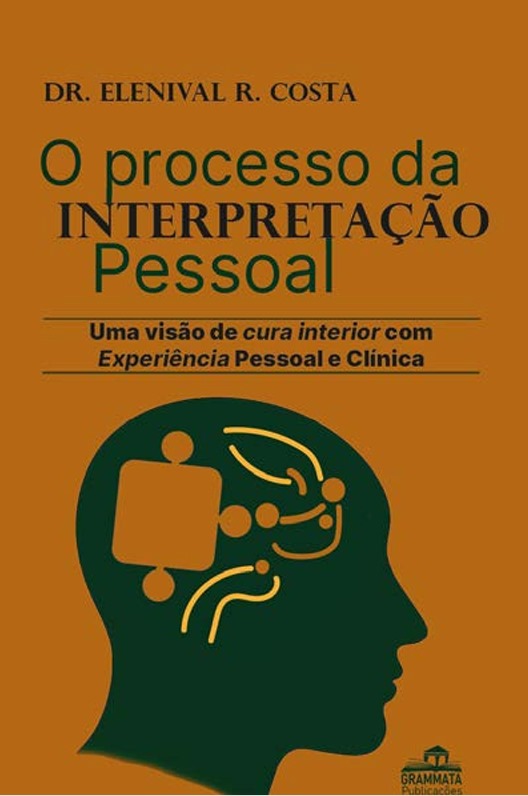 DR. ELENIVAL R. COSTA
O processo da
INTERPRETAÇÃO
Pessoal
Uma visão de cura interior com
Experiência Pessoal e Clínica
GRAMMATA
Publicações